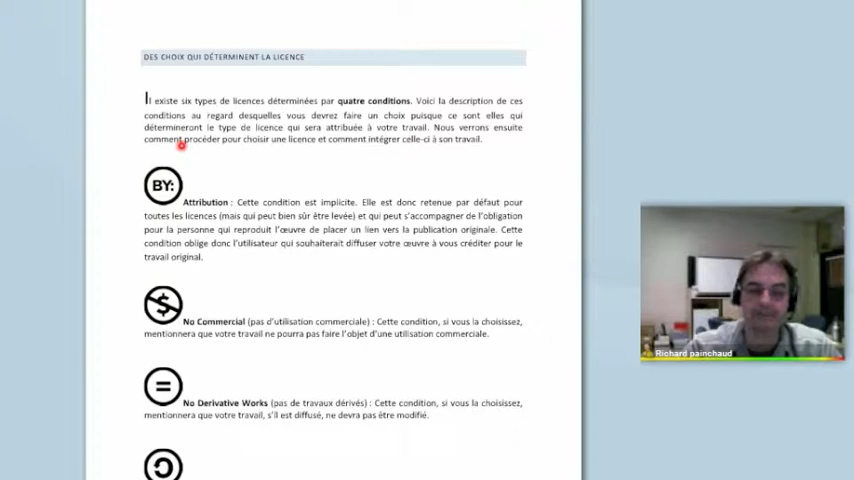 DES CHOIX QUI DÉTERMINENT LA LICENCE
Il existe six types de licences déterminées par quatre conditions. Voici la description de ces
conditions au regard desquelles vous devrez faire un choix puisque ce sont elles qui
détermineront le type de licence qui sera attribuée à votre travail. Nous verrons ensuite
comment procéder pour choisir une licence et comment intégrer celle-ci à son travail.
BY:
Attribution : Cette condition est implicite. Elle est donc retenue par défaut pour
toutes les licences (mais qui peut bien sûr être levée) et qui peut s'accompagner de l'obligation
pour la personne qui reproduit l'œuvre de placer un lien vers la publication originale. Cette
condition oblige donc l'utilisateur qui souhaiterait diffuser votre œuvre à vous créditer pour le
travail original.
$
No Commercial (pas d'utilisation commerciale) : Cette condition, si vous la choisissez,
mentionnera que votre travail ne pourra pas faire l'objet d'une utilisation commerciale.
=
No Derivative Works (pas de travaux dérivés) : Cette condition, si vous la choisissez,
mentionnera que votre travail, s'il est diffusé, ne devra pas être modifié.
Richard painchaud